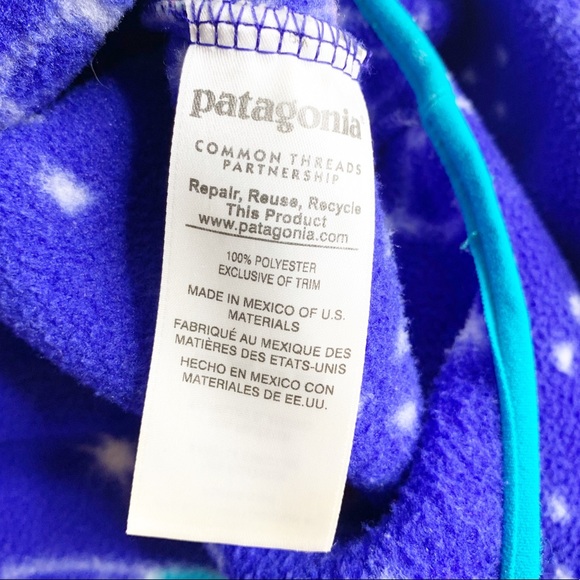 patagonia
COMMON THREADS
PARTNERSHIP
Repair, Reuse, Recycle
This Product
www.patagonia.com
100% POLYESTER
EXCLUSIVE OF TRIM
MADE IN MEXICO OF U.S.
MATERIALS
FABRIQUÉ AU MEXIQUE DES
MATIÈRES DES ETATS-UNIS
HECHO EN MEXICO CON
MATERIALES DE EE.UU.